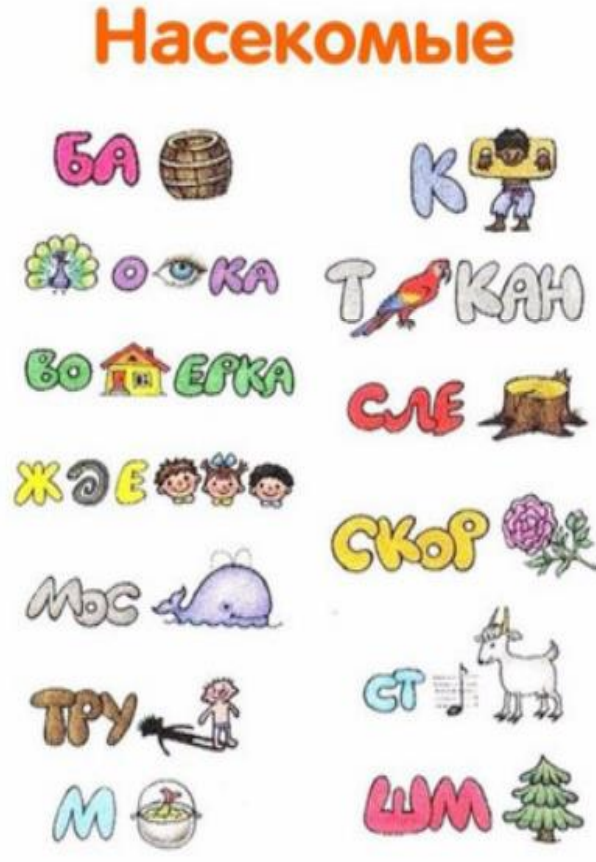 Насекомые
БА
К
О КА
Т КАН
ВО ЕРКА
СЛЕ
Ж Е
СКОР
МОС
СТ
ТРУ
М
ШМ